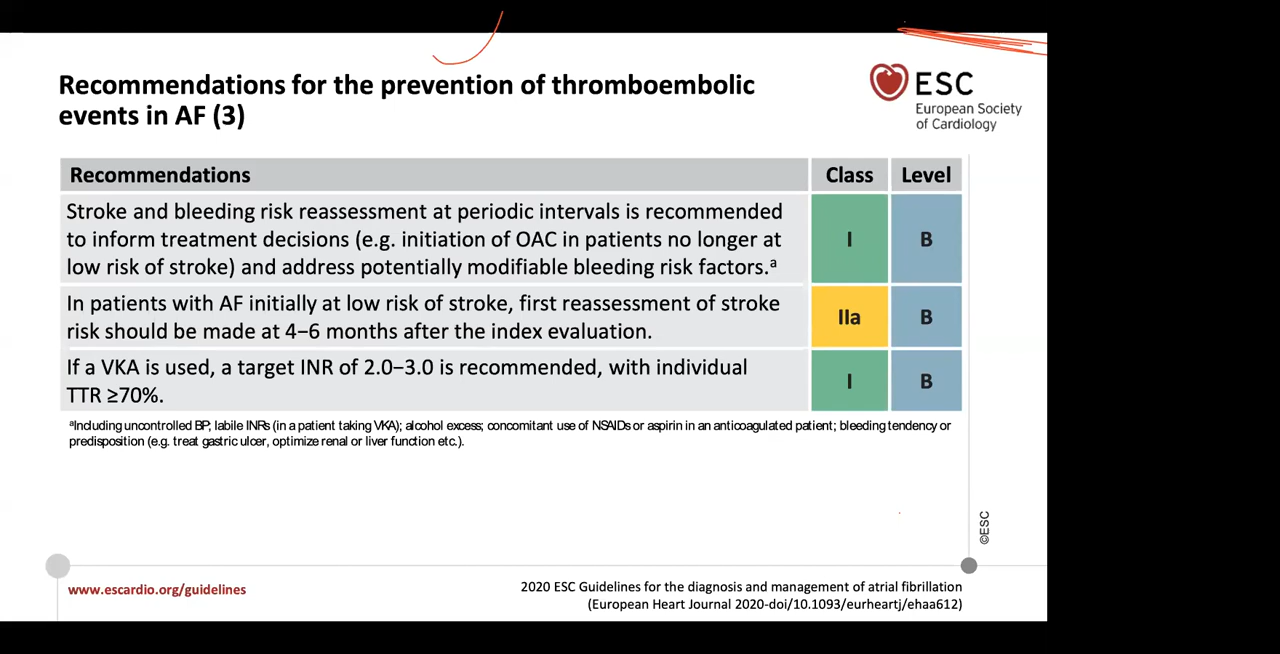 Recommendations for the prevention of thromboembolic
events in AF (3)
ESC
European Society
of Cardiology
Recommendations Class Level
Stroke and bleeding risk reassessment at periodic intervals is recommended
to inform treatment decisions (e.g. initiation of OAC in patients no longer at
low risk of stroke) and address potentially modifiable bleeding risk factors.ᵃ
I B
In patients with AF initially at low risk of stroke, first reassessment of stroke
risk should be made at 4−6 months after the index evaluation.
IIa B
If a VKA is used, a target INR of 2.0−3.0 is recommended, with individual
TTR ≥70%.
I B
ᵃIncluding uncontrolled BP; labile INRs (in a patient taking VKA); alcohol excess; concomitant use of NSAIDs or aspirin in an anticoagulated patient; bleeding tendency or
predisposition (e.g. treat gastric ulcer, optimize renal or liver function etc.).
©ESC
www.escardio.org/guidelines
2020 ESC Guidelines for the diagnosis and management of atrial fibrillation
(European Heart Journal 2020-doi/10.1093/eurheartj/ehaa612)